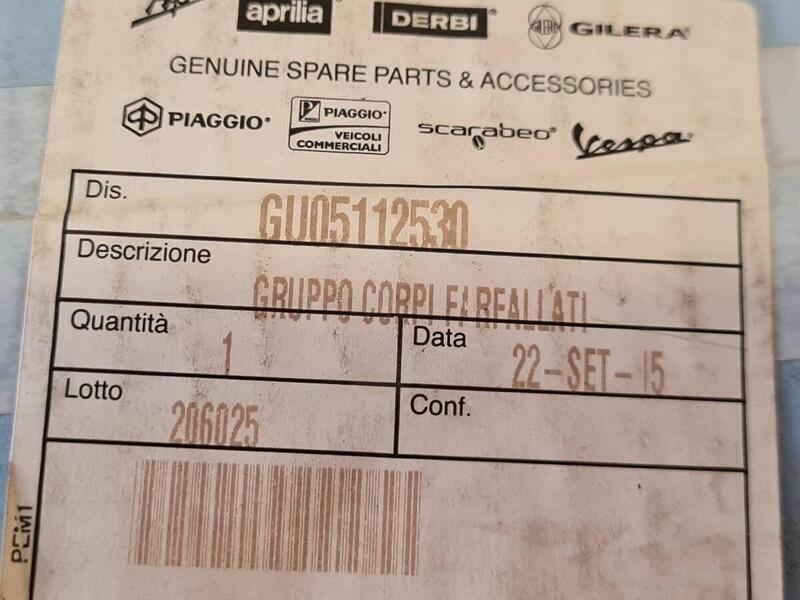 aprilia DERBI GILERA
GENUINE SPARE PARTS & ACCESSORIES
PIAGGIO PIAGGIO VEICOLI COMMERCIALI scarabeo Vespa
Dis. GU05112530
Descrizione
GRUPPO CORPI FARFALLATI
Quantità 1
Data 22-SET-15
Lotto 206025
Conf.
PEM1